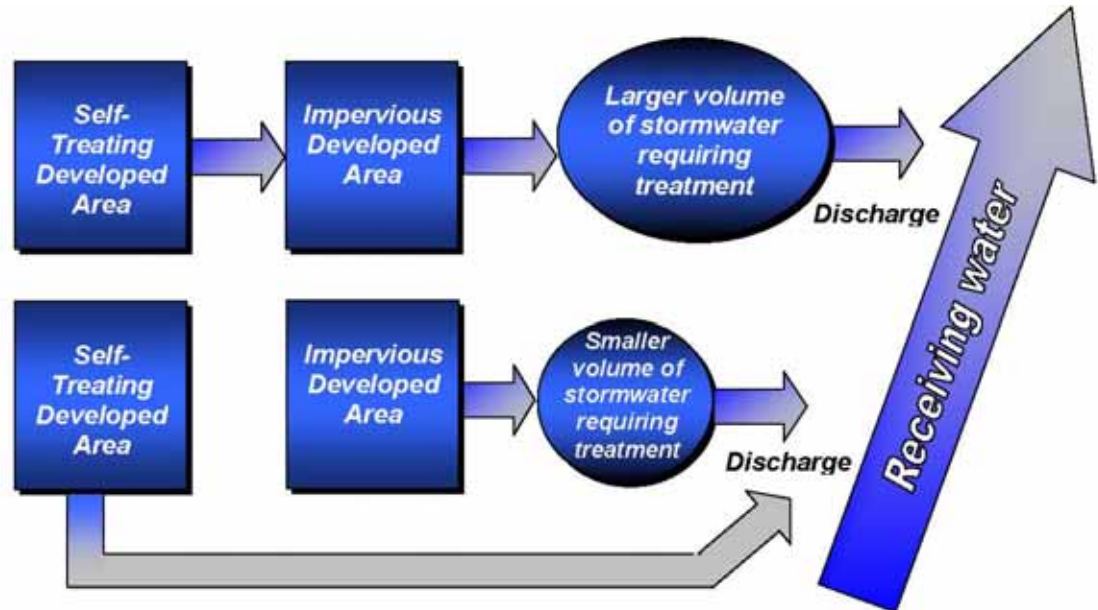 Self-
Treating
Developed
Area
Impervious
Developed
Area
Larger volume
of stormwater
requiring
treatment
Discharge
Self-
Treating
Developed
Area
Impervious
Developed
Area
Smaller
volume of
stormwater
requiring
treatment
Discharge
Receiving water